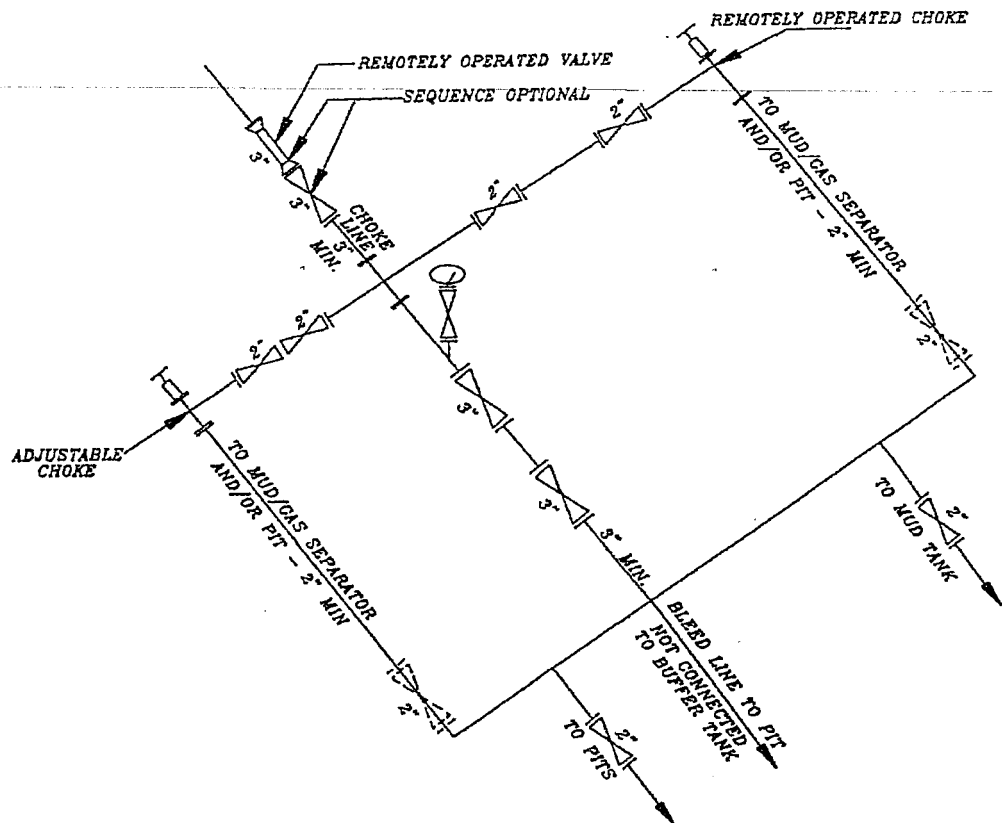 REMOTELY OPERATED CHOKE
REMOTELY OPERATED VALVE
SEQUENCE OPTIONAL
3"
3"
CHOKE
LINE
3"
MIN.
2"
2"
TO MUD/GAS SEPARATOR
AND/OR PIT - 2" MIN
2"
2"
2"
ADJUSTABLE
CHOKE
3"
3"
3" MIN.
TO MUD/GAS SEPARATOR
AND/OR PIT - 2" MIN
2"
2"
TO MUD TANK
BLEED LINE TO PIT
NOT CONNECTED
TO BUFFER TANK
2"
TO PITS